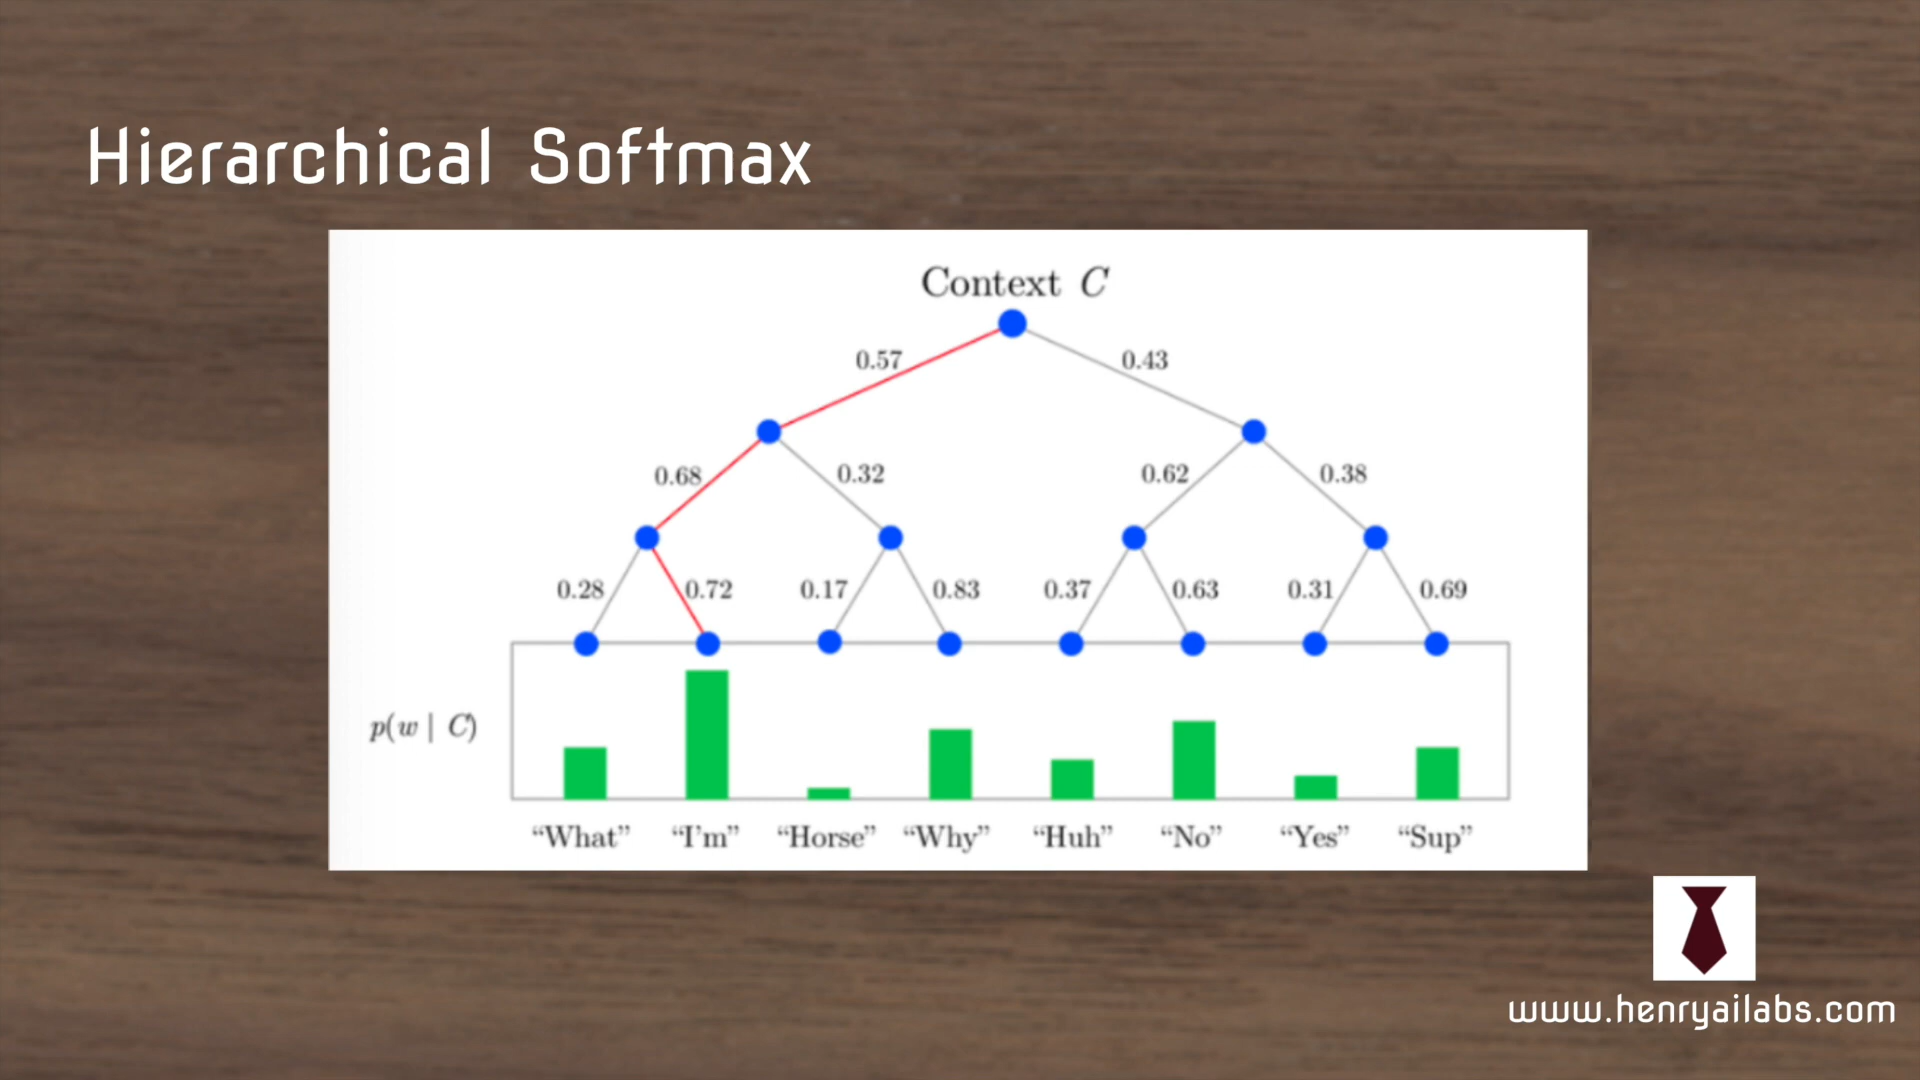 Hierarchical Softmax
Context C
0.57 0.43
0.68 0.32 0.62 0.38
0.28 0.72 0.17 0.83 0.37 0.63 0.31 0.69
p(w | C)
“What” “I’m” “Horse” “Why” “Huh” “No” “Yes” “Sup”
www.henryailabs.com